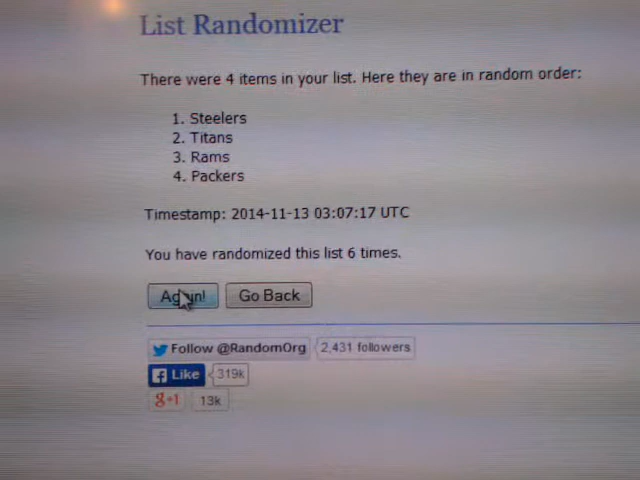 List Randomizer
There were 4 items in your list. Here they are in random order:
1. Steelers
2. Titans
3. Rams
4. Packers
Timestamp: 2014-11-13 03:07:17 UTC
You have randomized this list 6 times.
Again! Go Back
Follow @RandomOrg 2,431 followers
Like 319k
g+1 13k